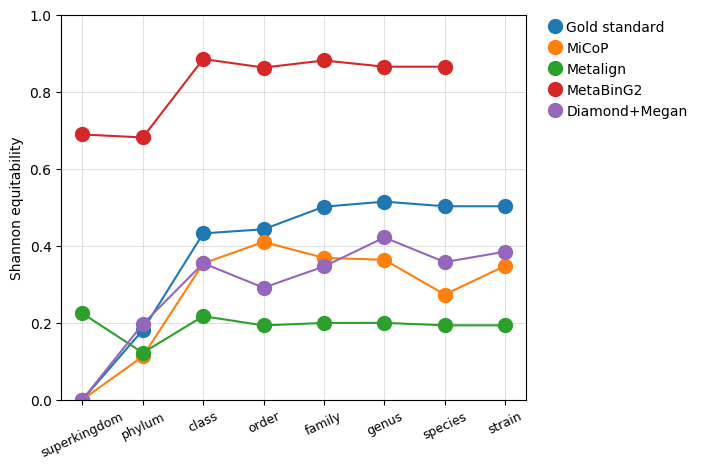 1.0
0.8
0.6
0.4
0.2
0.0
Shannon equitability
superkingdom
phylum
class
order
family
genus
species
strain
Gold standard
MiCoP
Metalign
MetaBinG2
Diamond+Megan